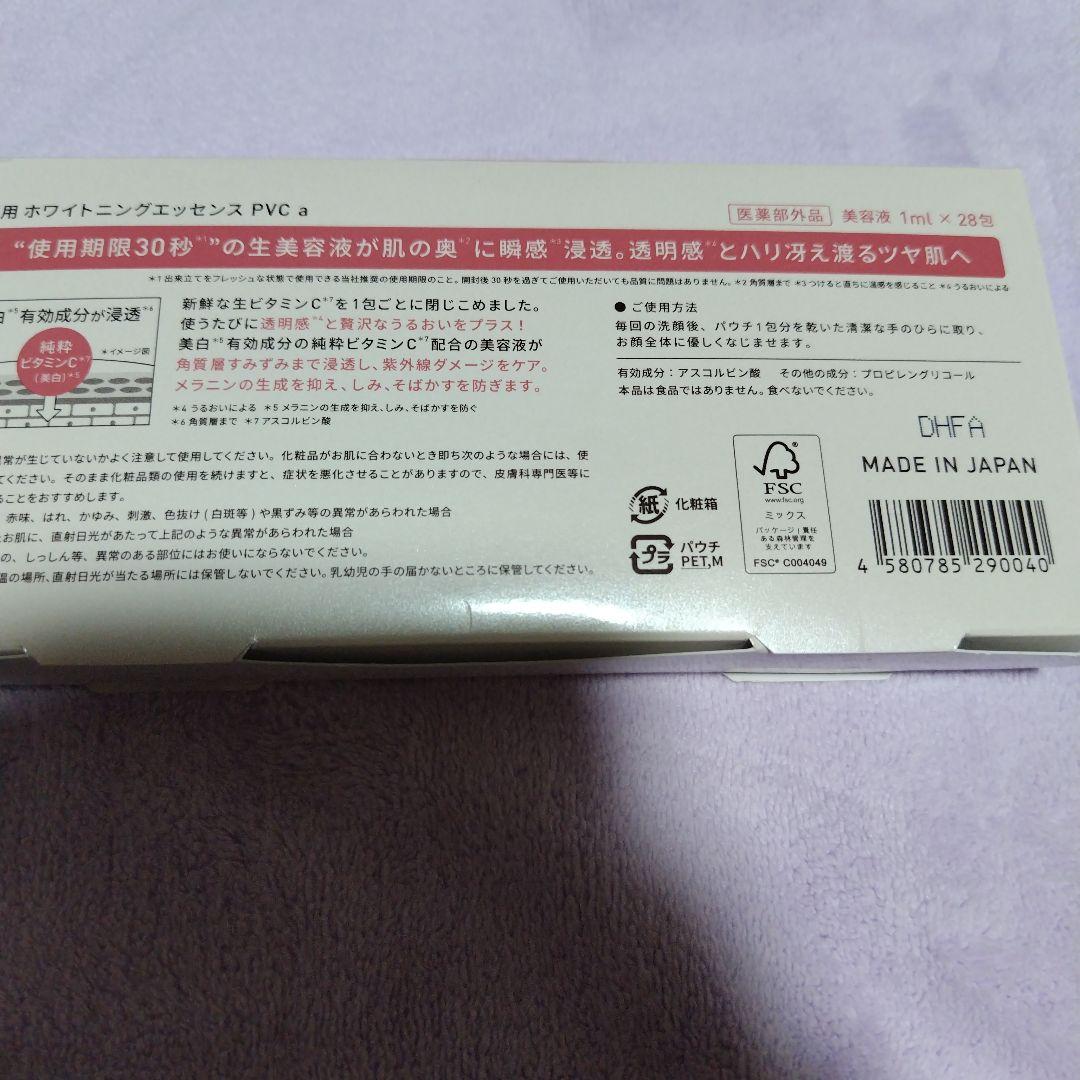 用 ホワイトニングエッセンス PVC a
医薬部外品 美容液 1ml × 28包
“使用期限30秒*1”の生美容液が肌の奥*2に瞬感*3浸透。透明感*4とハリ冴え渡るツヤ肌へ
*1 出来立てをフレッシュな状態で使用できる当社推奨の使用期限のこと。開封後30秒を過ぎてご使用いただいても品質に問題はありません。*2 角質層まで *3 つけると直ちに温感を感じること *4 うるおいによる
白*5有効成分が浸透*6
純粋
ビタミンC*7
(美白)*5
*イメージ図
新鮮な生ビタミンC*7を1包ごとに閉じこめました。
使うたびに透明感*4と贅沢なうるおいをプラス!
美白*5有効成分の純粋ビタミンC*7配合の美容液が
角質層すみずみまで浸透し、紫外線ダメージをケア。
メラニンの生成を抑え、しみ、そばかすを防ぎます。
*4 うるおいによる *5 メラニンの生成を抑え、しみ、そばかすを防ぐ
*6 角質層まで *7 アスコルビン酸
● ご使用方法
毎回の洗顔後、パウチ1包分を乾いた清潔な手のひらに取り、
お顔全体に優しくなじませます。
有効成分:アスコルビン酸 その他の成分:プロピレングリコール
本品は食品ではありません。食べないでください。
異常が生じていないかよく注意して使用してください。化粧品がお肌に合わないとき即ち次のような場合には、使
てください。そのまま化粧品類の使用を続けますと、症状を悪化させることがありますので、皮膚科専門医等に
ることをおすすめします。
、赤味、はれ、かゆみ、刺激、色抜け(白斑等)や黒ずみ等の異常があらわれた場合
たお肌に、直射日光があたって上記のような異常があらわれた場合
の、しっしん等、異常のある部位にはお使いにならないでください。
温の場所、直射日光が当たる場所には保管しないでください。乳幼児の手の届かないところに保管してください。
紙 化粧箱
プラ パウチ
PET,M
FSC
www.fsc.org
ミックス
パッケージ|責任
ある森林管理を
支えています
FSC® C004049
DHFA
MADE IN JAPAN
4 580785 290040